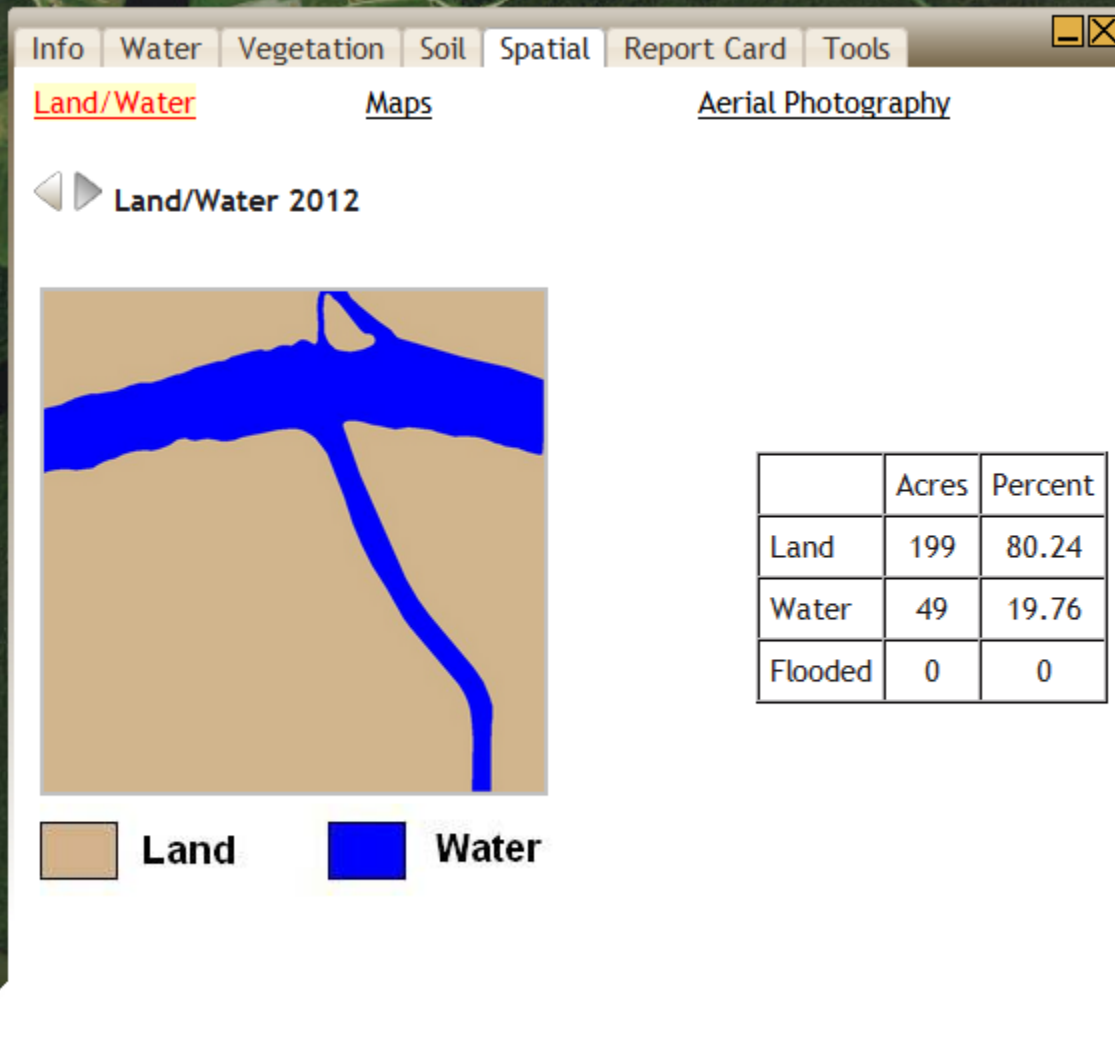 Info Water Vegetation Soil Spatial Report Card Tools
Land/Water Maps Aerial Photography
Land/Water 2012
Acres Percent
Land 199 80.24
Water 49 19.76
Flooded 0 0
Land Water